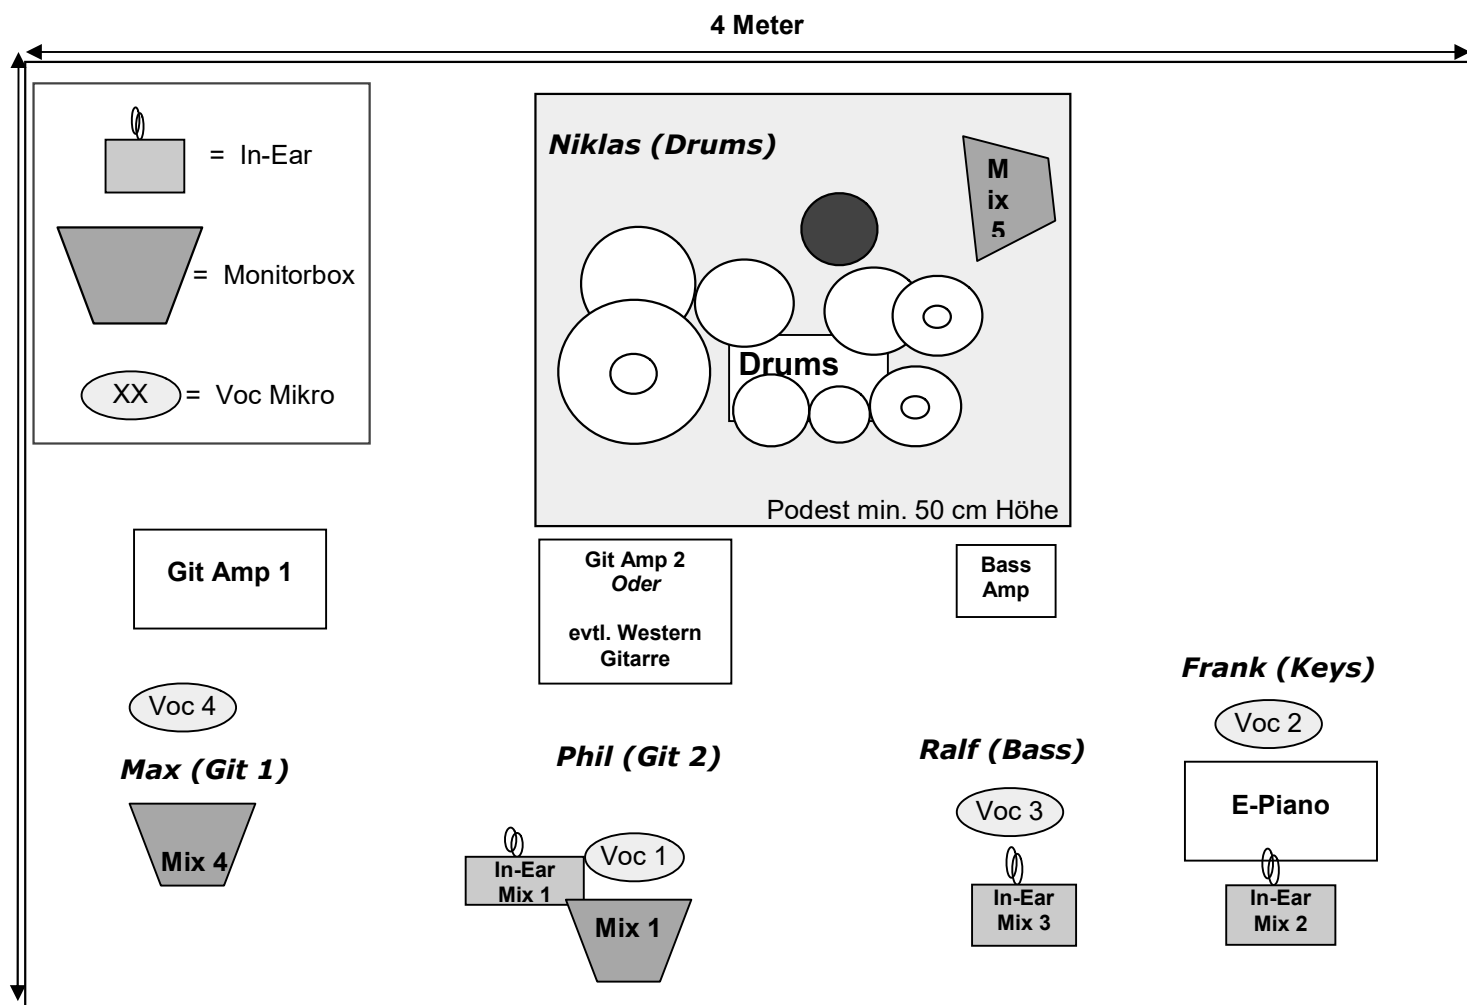 4 Meter
= In-Ear
= Monitorbox
XX = Voc Mikro
Niklas (Drums)
M
ix
5
Drums
Podest min. 50 cm Höhe
Git Amp 1
Git Amp 2
Oder
evtl. Western
Gitarre
Bass
Amp
Voc 4
Max (Git 1)
Mix 4
Phil (Git 2)
In-Ear
Mix 1
Voc 1
Mix 1
Ralf (Bass)
Voc 3
In-Ear
Mix 3
Frank (Keys)
Voc 2
E-Piano
In-Ear
Mix 2